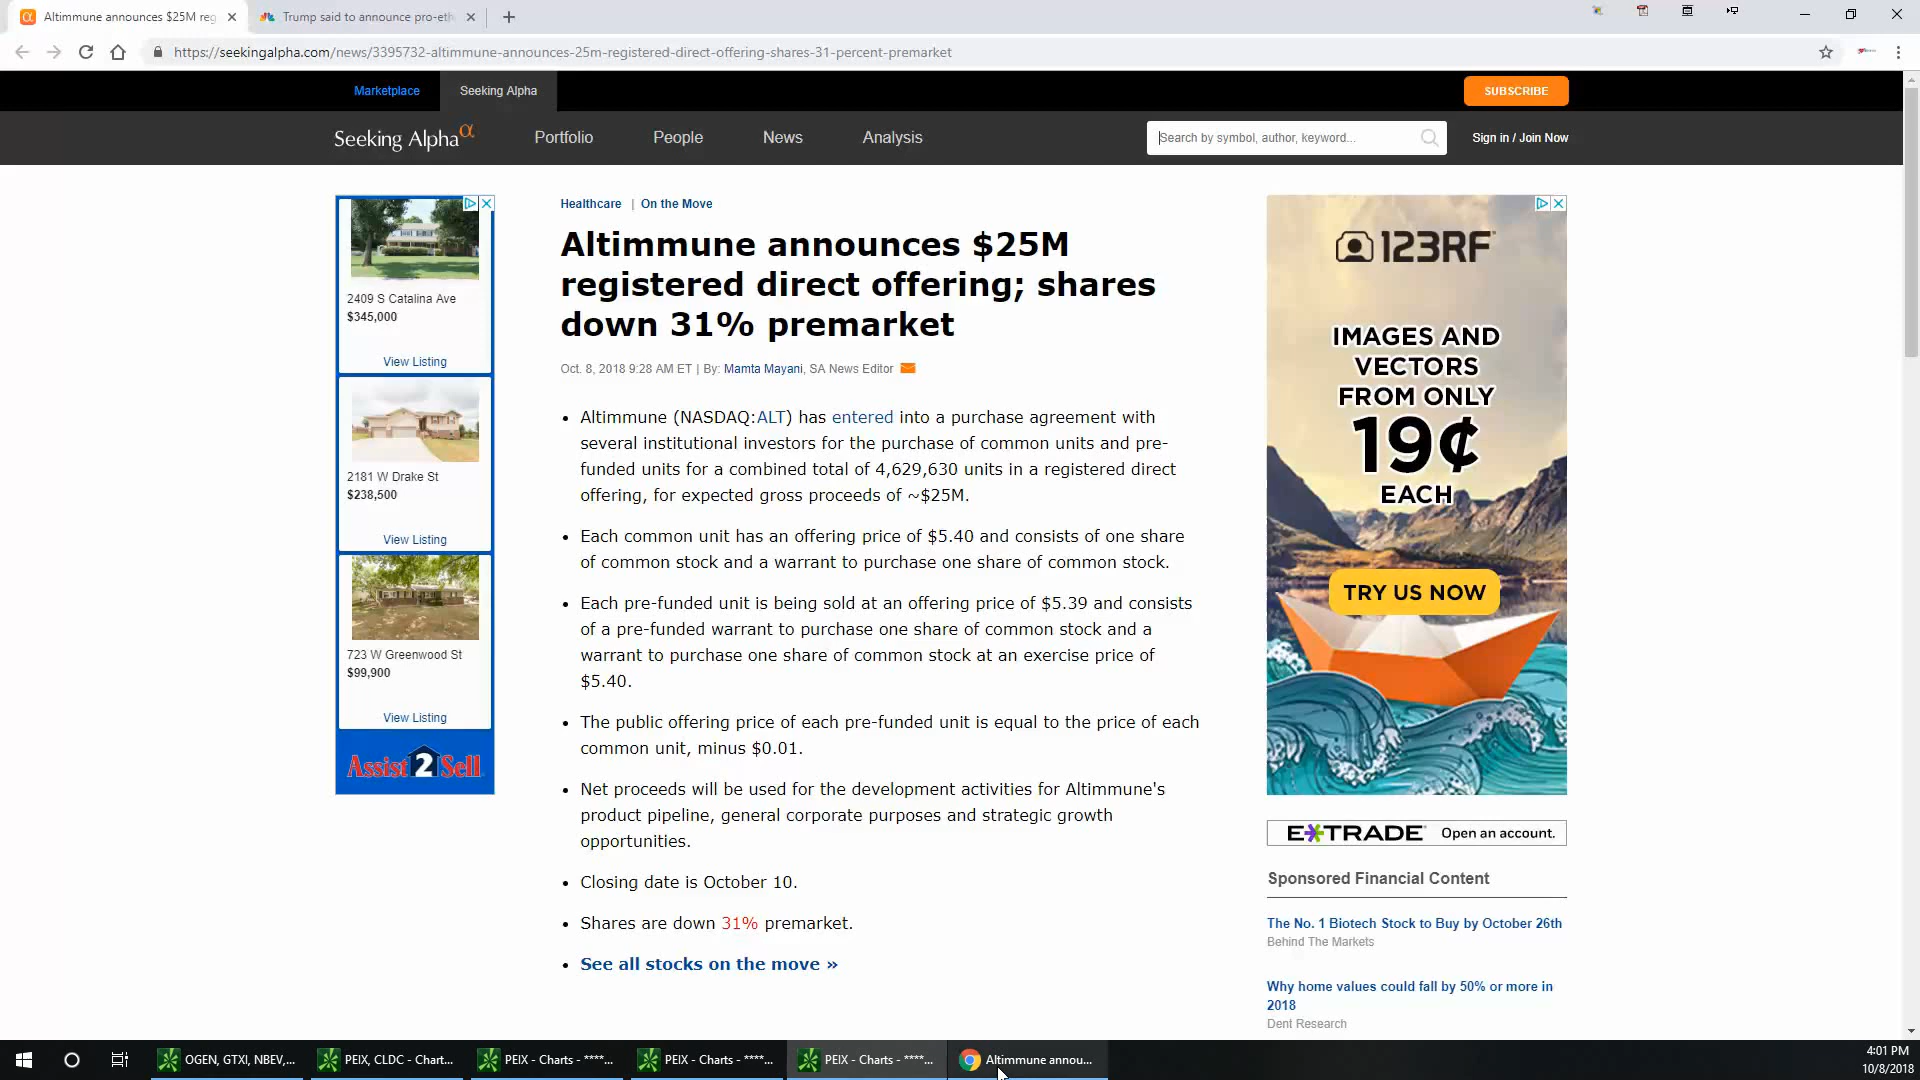 Altimmune announces $25M reg
Trump said to announce pro-eth
https://seekingalpha.com/news/3395732-altimmune-announces-25m-registered-direct-offering-shares-31-percent-premarket
Marketplace
Seeking Alpha
SUBSCRIBE
Seeking Alpha α
Portfolio
People
News
Analysis
Search by symbol, author, keyword...
Sign in / Join Now
2409 S Catalina Ave
$345,000
View Listing
2181 W Drake St
$238,500
View Listing
723 W Greenwood St
$99,900
View Listing
Assist 2 Sell
Healthcare | On the Move
Altimmune announces $25M
registered direct offering; shares
down 31% premarket
Oct. 8, 2018 9:28 AM ET | By: Mamta Mayani, SA News Editor
• Altimmune (NASDAQ:ALT) has entered into a purchase agreement with
several institutional investors for the purchase of common units and pre-
funded units for a combined total of 4,629,630 units in a registered direct
offering, for expected gross proceeds of ~$25M.
• Each common unit has an offering price of $5.40 and consists of one share
of common stock and a warrant to purchase one share of common stock.
• Each pre-funded unit is being sold at an offering price of $5.39 and consists
of a pre-funded warrant to purchase one share of common stock and a
warrant to purchase one share of common stock at an exercise price of
$5.40.
• The public offering price of each pre-funded unit is equal to the price of each
common unit, minus $0.01.
• Net proceeds will be used for the development activities for Altimmune's
product pipeline, general corporate purposes and strategic growth
opportunities.
• Closing date is October 10.
• Shares are down 31% premarket.
• See all stocks on the move »
123RF
IMAGES AND
VECTORS
FROM ONLY
19¢
EACH
TRY US NOW
E*TRADE Open an account.
Sponsored Financial Content
The No. 1 Biotech Stock to Buy by October 26th
Behind The Markets
Why home values could fall by 50% or more in
2018
Dent Research
OGEN, GTXI, NBEV,...
PEIX, CLDC - Chart...
PEIX - Charts - ****...
PEIX - Charts - ****...
PEIX - Charts - ****...
Altimmune annou...
4:01 PM
10/8/2018